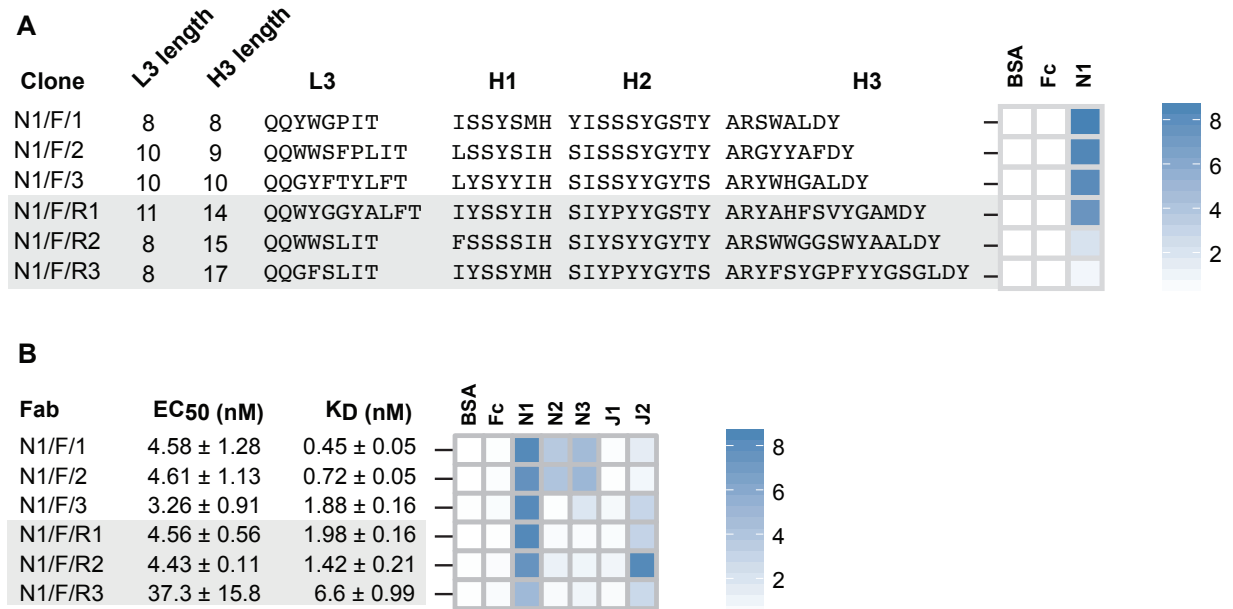 A
L3 length H3 length
Clone L3 H1 H2 H3 BSA Fc N1
N1/F/1 8 8 QQYWGPIT ISSYSMH YISSSYGSTY ARSWALDY
N1/F/2 10 9 QQWWSFPLIT LSSYSIH SISSSYGYTY ARGYYAFDY
N1/F/3 10 10 QQGYFTYLFT LYSYYIH SISSYYGYTS ARYWHGALDY
N1/F/R1 11 14 QQWYGGYALFT IYSSYIH SIYPYYGSTY ARYAHFSVYGAMDY
N1/F/R2 8 15 QQWWSLIT FSSSSIH SIYSYYGYTY ARSWWGGSWYAALDY
N1/F/R3 8 17 QQGFSLIT IYSSYMH SIYPYYGYTS ARYFSYGPFYYGSGLDY
8
6
4
2
B
Fab EC50 (nM) KD (nM) BSA Fc N1 N2 N3 J1 J2
N1/F/1 4.58 ± 1.28 0.45 ± 0.05
N1/F/2 4.61 ± 1.13 0.72 ± 0.05
N1/F/3 3.26 ± 0.91 1.88 ± 0.16
N1/F/R1 4.56 ± 0.56 1.98 ± 0.16
N1/F/R2 4.43 ± 0.11 1.42 ± 0.21
N1/F/R3 37.3 ± 15.8 6.6 ± 0.99
8
6
4
2